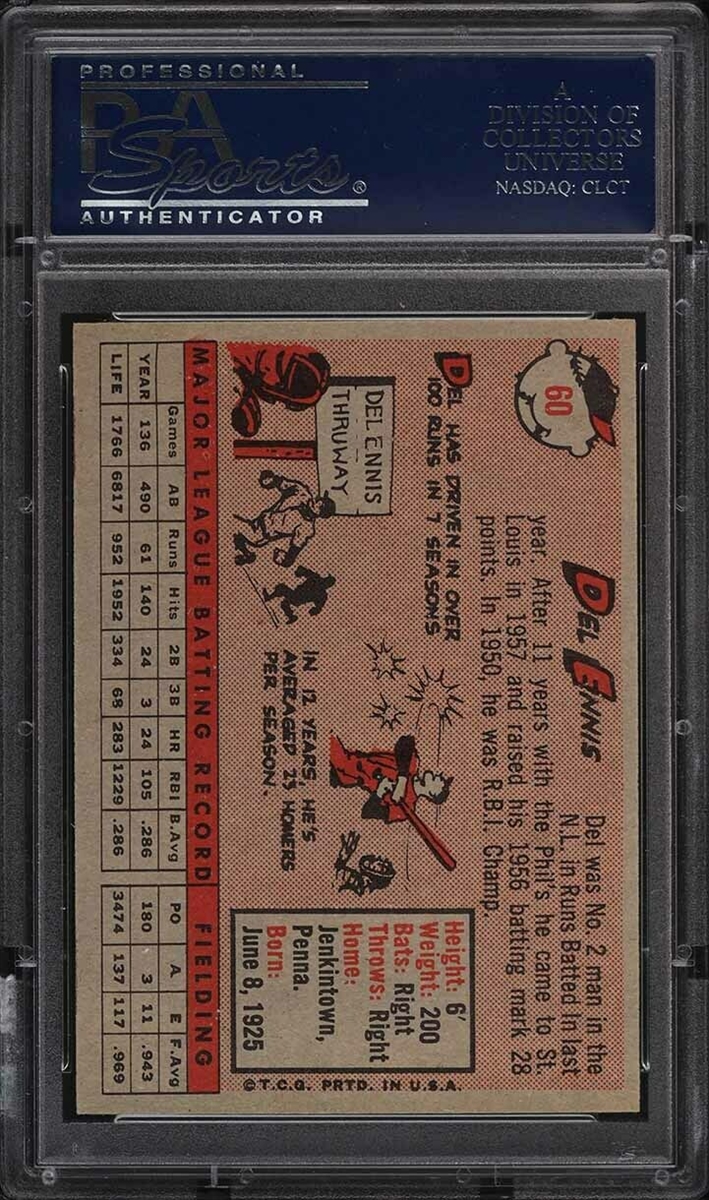 PROFESSIONAL
PSA
Sports®
AUTHENTICATOR
A
DIVISION OF
COLLECTORS
UNIVERSE
NASDAQ: CLCT
60
DEL ENNIS
Del was No. 2 man in the
N.L. in Runs Batted In last
year. After 11 years with the Phil's he came to St.
Louis in 1957 and raised his 1956 batting mark 28
points. In 1950, he was R.B.I. Champ.
DEL HAS DRIVEN IN OVER
100 RUNS IN 7 SEASONS
DEL ENNIS
THRUWAY
IN 12 YEARS, HE'S
AVERAGED 23 HOMERS
PER SEASON.
Height: 6'
Weight: 200
Bats: Right
Throws: Right
Home:
Jenkintown,
Penna.
Born:
June 8, 1925
©T.C.G. PRTD. IN U.S.A.
MAJOR LEAGUE BATTING RECORD FIELDING
Games AB Runs Hits 2B 3B HR RBI B.Avg PO A E F.Avg
YEAR 136 490 61 140 24 3 24 105 .286 180 3 11 .943
LIFE 1766 6817 952 1952 334 68 283 1229 .286 3474 137 117 .969